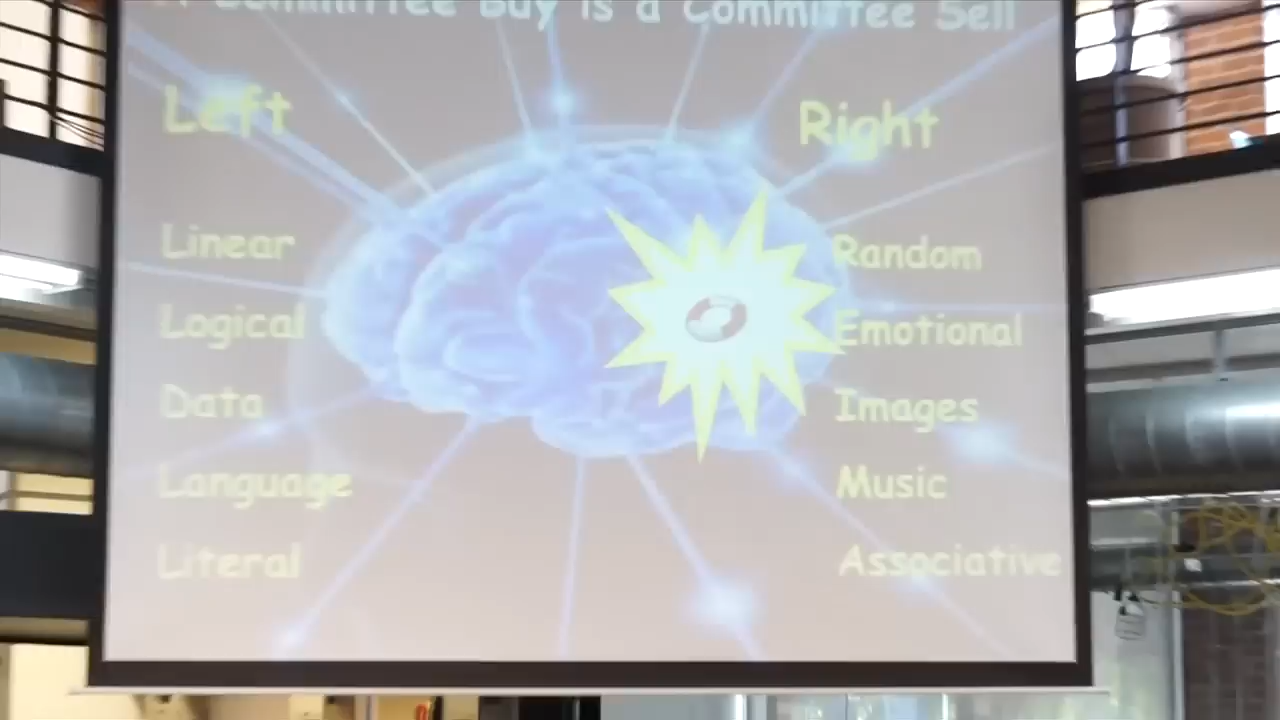 Committee Buy is a Committee Sell
Left
Right
Linear
Random
Logical
Emotional
Data
Images
Language
Music
Literal
Associative